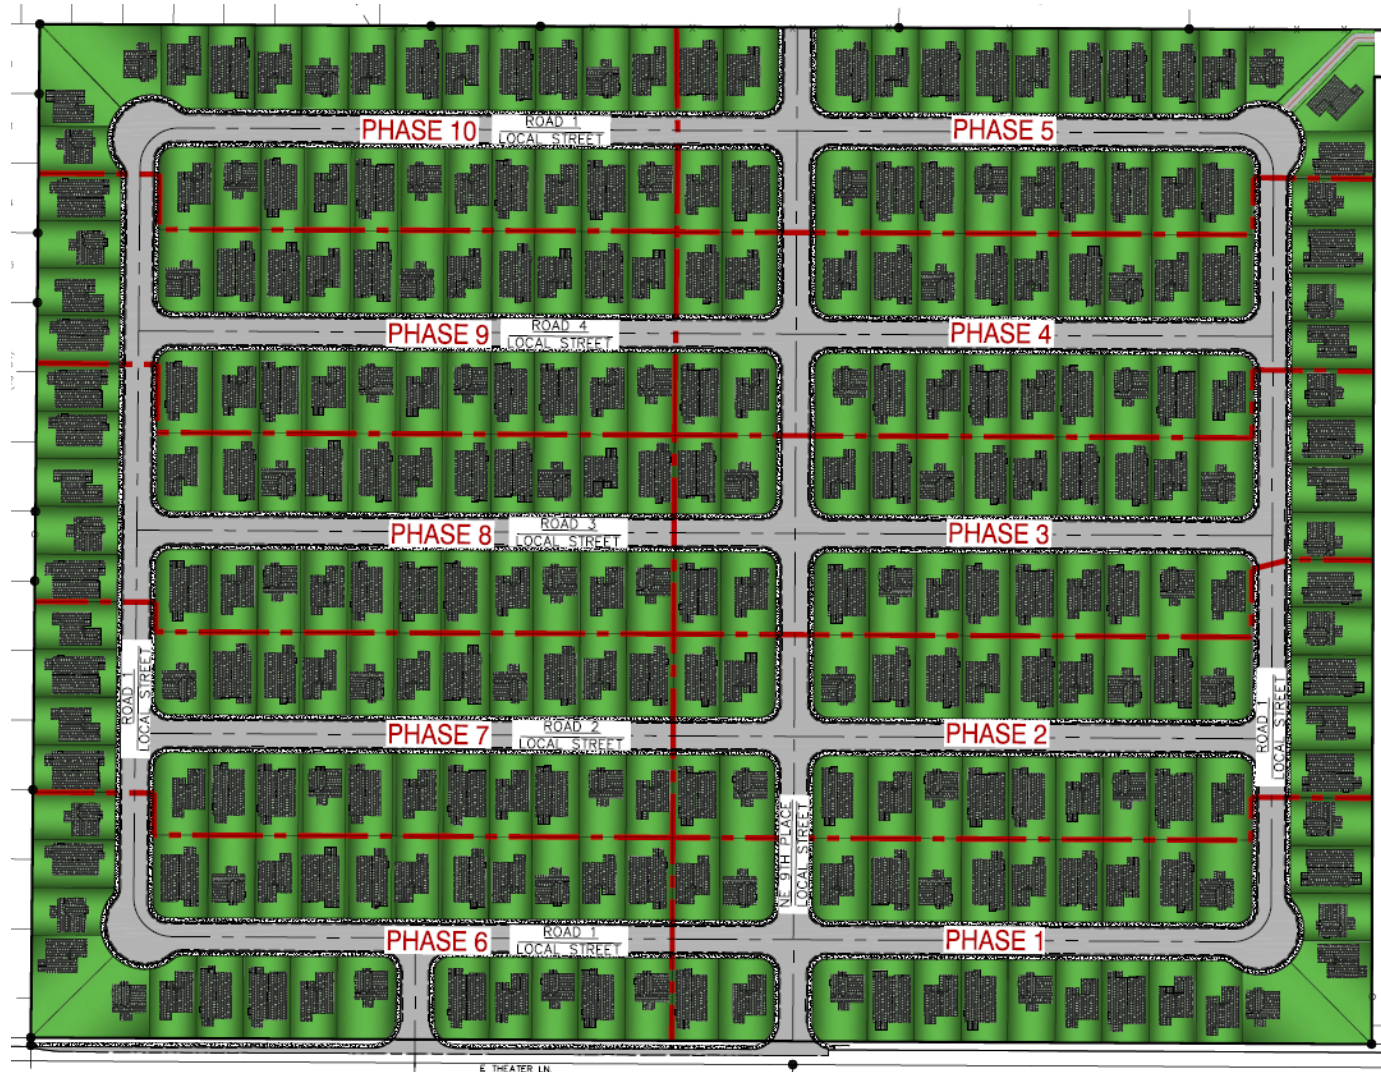 ROAD 1
LOCAL STREET
PHASE 10
PHASE 5
ROAD 4
LOCAL STREET
PHASE 9
PHASE 4
ROAD 3
LOCAL STREET
PHASE 8
PHASE 3
ROAD 1
LOCAL STREET
ROAD 2
LOCAL STREET
PHASE 7
PHASE 2
ROAD 1
LOCAL STREET
NE 9TH PLACE
LOCAL STREET
ROAD 1
LOCAL STREET
PHASE 6
PHASE 1
E THEATER LN.